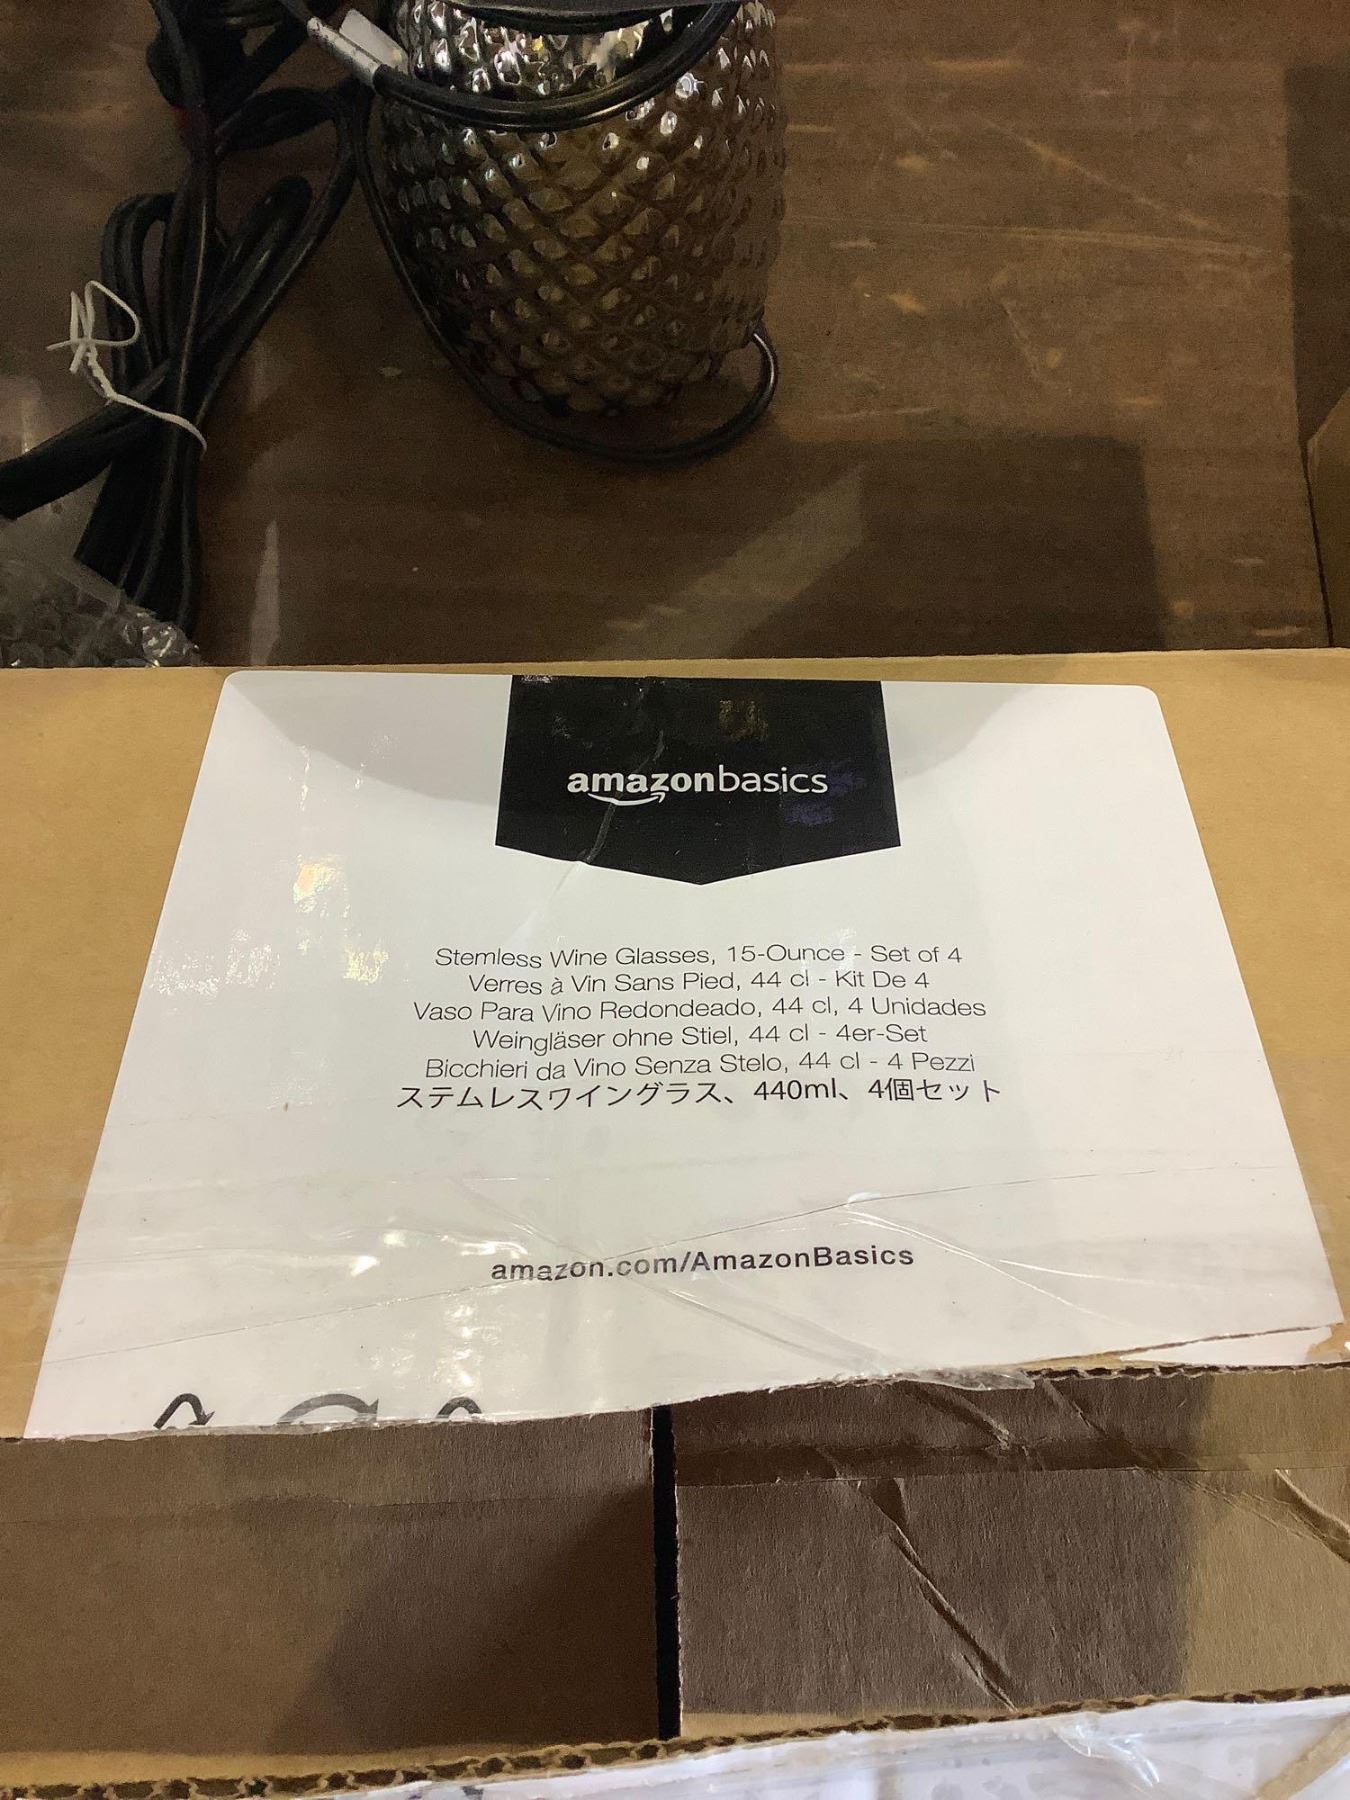 amazonbasics
Stemless Wine Glasses, 15-Ounce - Set of 4
Verres à Vin Sans Pied, 44 cl - Kit De 4
Vaso Para Vino Redondeado, 44 cl, 4 Unidades
Weingläser ohne Stiel, 44 cl - 4er-Set
Bicchieri da Vino Senza Stelo, 44 cl - 4 Pezzi
ステムレスワイングラス、440ml、4個セット
amazon.com/AmazonBasics